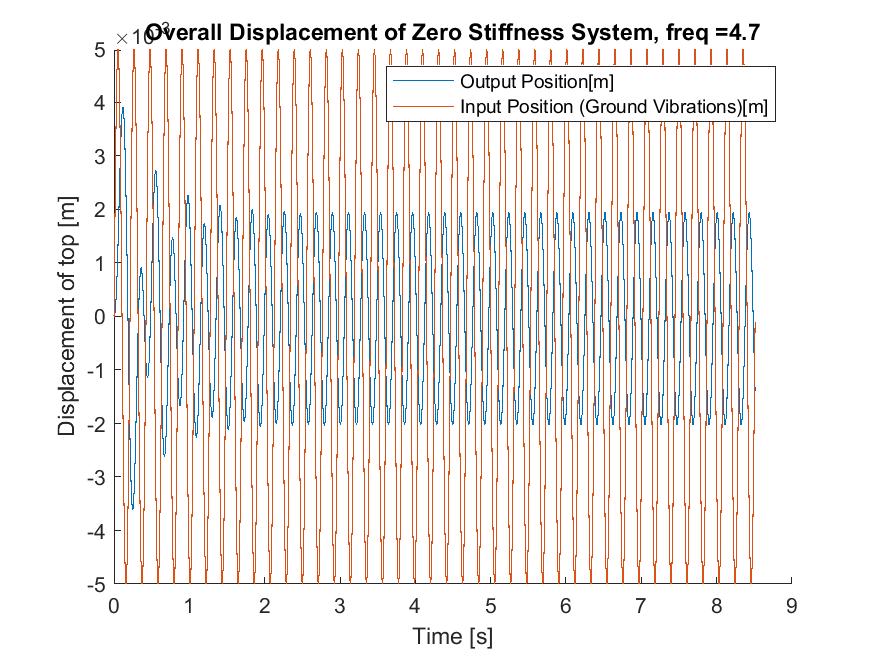 Overall Displacement of Zero Stiffness System, freq =4.7
×10-3
Output Position[m]
Input Position (Ground Vibrations)[m]
Displacement of top [m]
5
4
3
2
1
0
-1
-2
-3
-4
-5
0 1 2 3 4 5 6 7 8 9
Time [s]